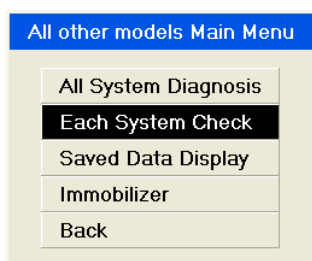 All other models Main Menu
All System Diagnosis
Each System Check
Saved Data Display
Immobilizer
Back